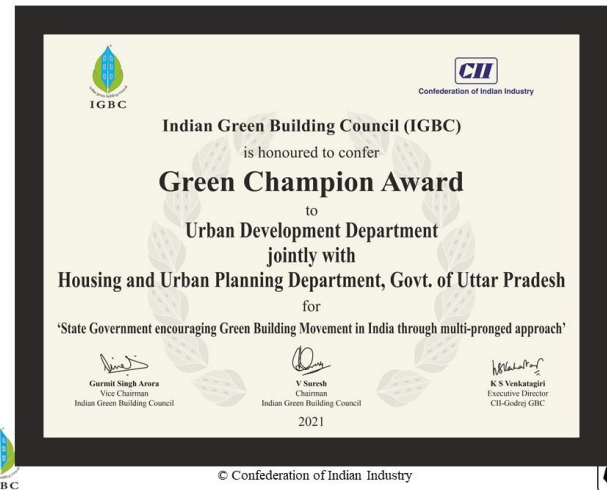 IGBC
CII
Confederation of Indian Industry
Indian Green Building Council (IGBC)
is honoured to confer
Green Champion Award
to
Urban Development Department
jointly with
Housing and Urban Planning Department, Govt. of Uttar Pradesh
for
‘State Government encouraging Green Building Movement in India through multi-pronged approach’
Gurmit Singh Arora
Vice Chairman
Indian Green Building Council
V Suresh
Chairman
Indian Green Building Council
K S Venkatagiri
Executive Director
CII-Godrej GBC
2021
© Confederation of Indian Industry
BC